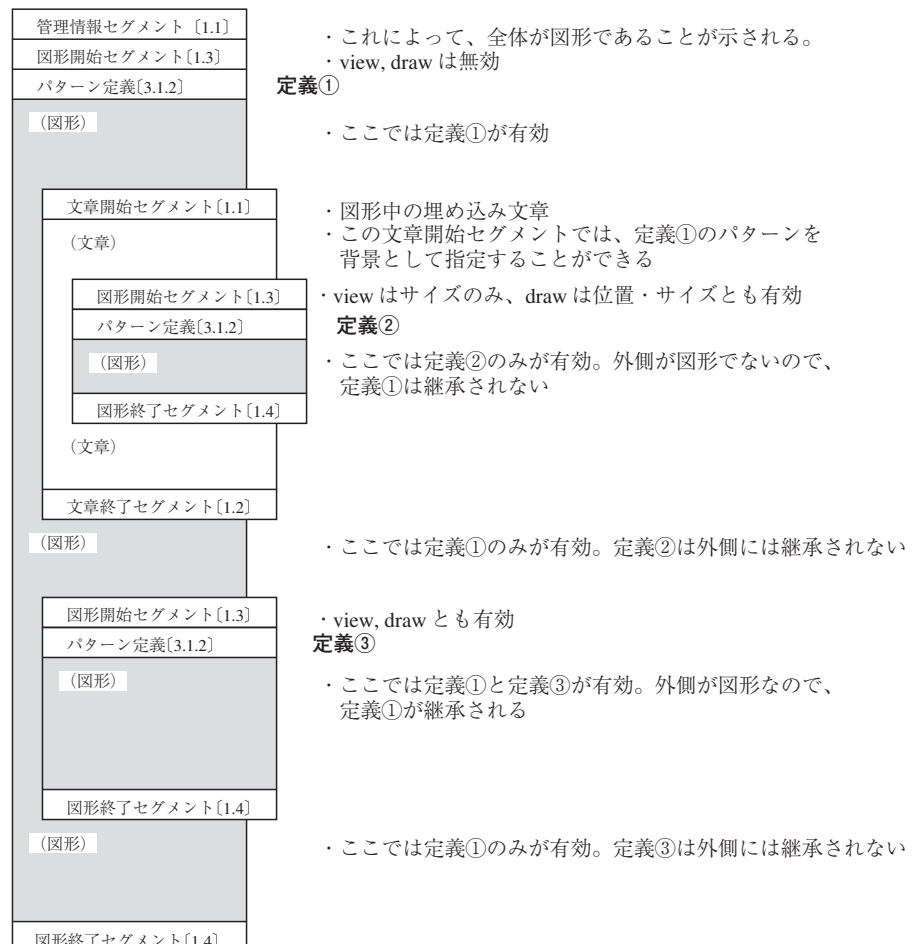 管理情報セグメント〔1.1〕
図形開始セグメント〔1.3〕
・これによって、全体が図形であることが示される。
・view, draw は無効
パターン定義〔3.1.2〕
定義①
（図形）
・ここでは定義①が有効
文章開始セグメント〔1.1〕
・図形中の埋め込み文章
（文章）
・この文章開始セグメントでは、定義①のパターンを
背景として指定することができる
図形開始セグメント〔1.3〕
・view はサイズのみ、draw は位置・サイズとも有効
パターン定義〔3.1.2〕
定義②
（図形）
・ここでは定義②のみが有効。外側が図形でないので、
定義①は継承されない
図形終了セグメント〔1.4〕
（文章）
文章終了セグメント〔1.2〕
（図形）
・ここでは定義①のみが有効。定義②は外側には継承されない
図形開始セグメント〔1.3〕
・view, draw とも有効
パターン定義〔3.1.2〕
定義③
（図形）
・ここでは定義①と定義③が有効。外側が図形なので、
定義①が継承される
図形終了セグメント〔1.4〕
（図形）
・ここでは定義①のみが有効。定義③は外側には継承されない
図形終了セグメント〔1.4〕